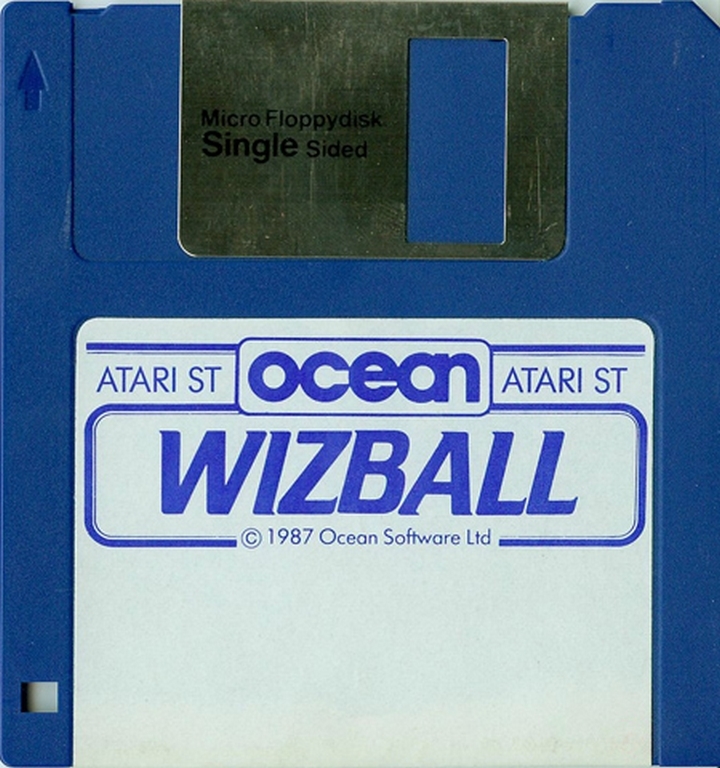 Micro Floppydisk
Single Sided
ATARI ST ocean ATARI ST
WIZBALL
© 1987 Ocean Software Ltd